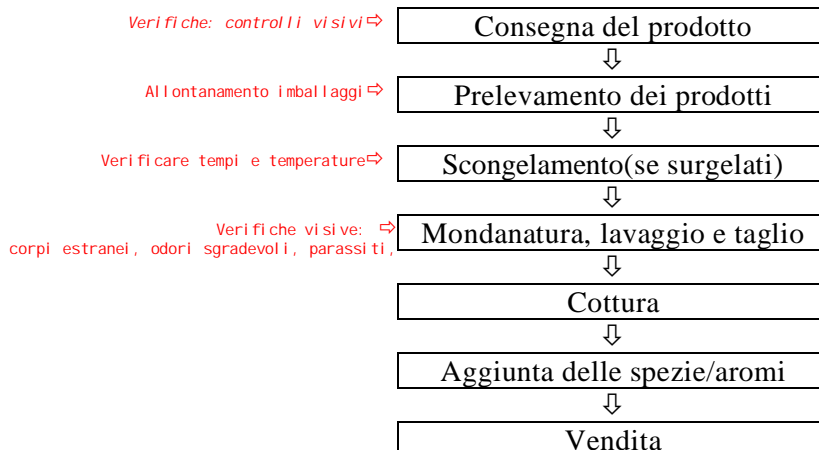 Verifiche: controlli visivi⇨ Consegna del prodotto
⇩
Allontanamento imballaggi⇨ Prelevamento dei prodotti
⇩
Verificare tempi e temperature⇨ Scongelamento(se surgelati)
⇩
Verifiche visive: ⇨
corpi estranei, odori sgradevoli, parassiti,
Mondanatura, lavaggio e taglio
⇩
Cottura
⇩
Aggiunta delle spezie/aromi
⇩
Vendita